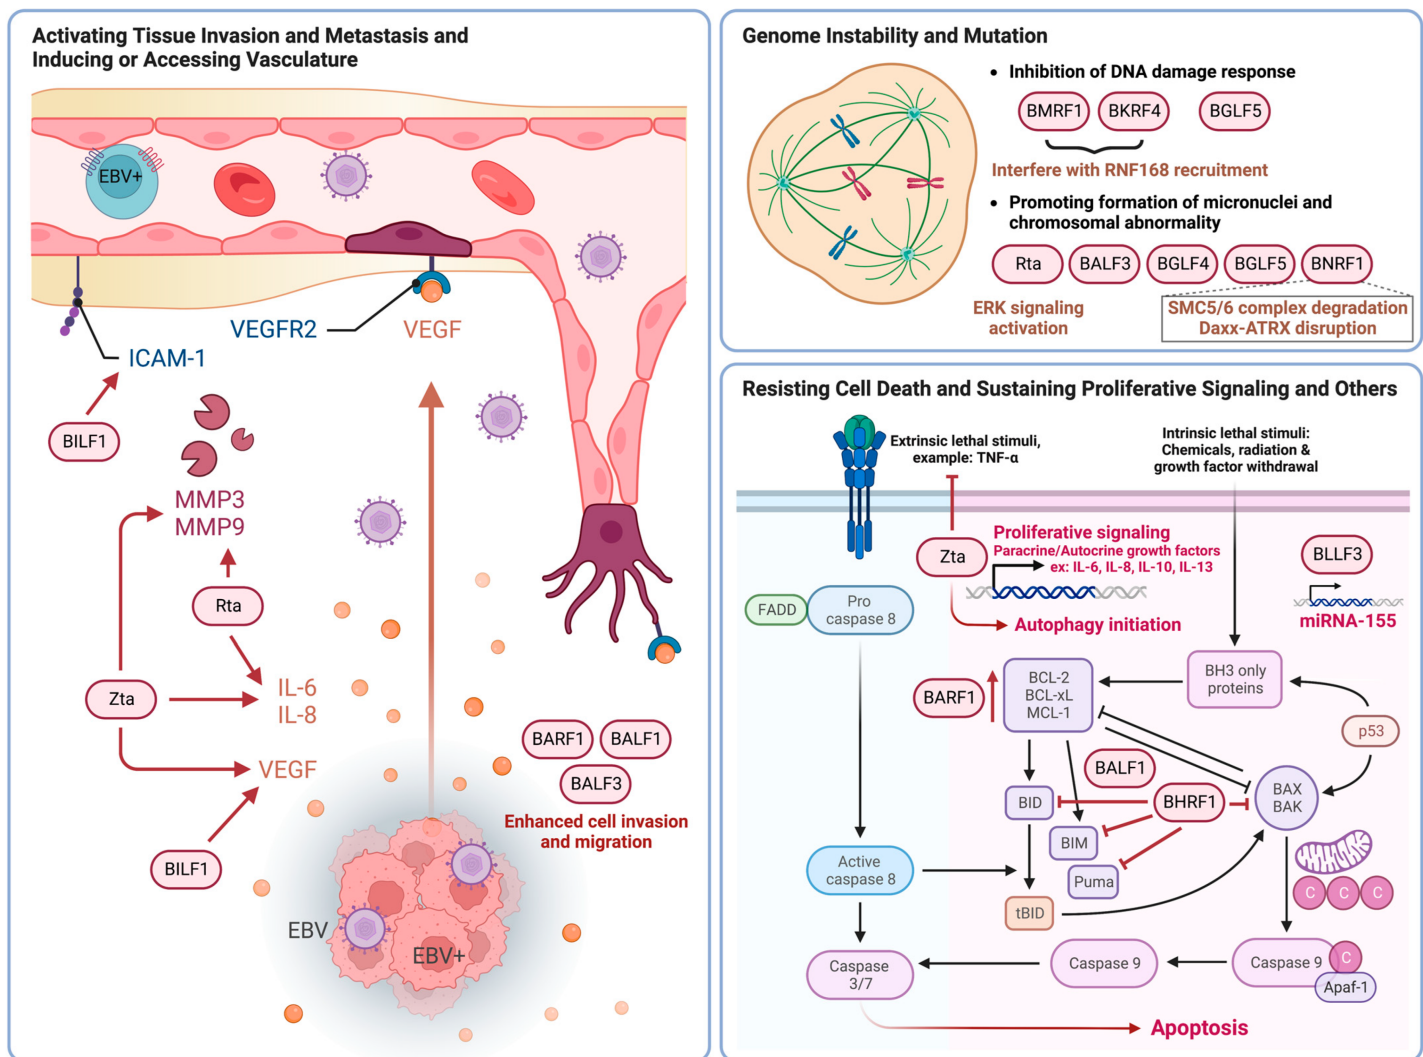 Activating Tissue Invasion and Metastasis and
Inducing or Accessing Vasculature
EBV+
VEGFR2
VEGF
ICAM-1
BILF1
MMP3
MMP9
Rta
Zta
IL-6
IL-8
VEGF
BILF1
BARF1
BALF1
BALF3
Enhanced cell invasion
and migration
EBV
EBV+
Genome Instability and Mutation
• Inhibition of DNA damage response
BMRF1
BKRF4
BGLF5
Interfere with RNF168 recruitment
• Promoting formation of micronuclei and
chromosomal abnormality
Rta
BALF3
BGLF4
BGLF5
BNRF1
ERK signaling
activation
SMC5/6 complex degradation
Daxx-ATRX disruption
Resisting Cell Death and Sustaining Proliferative Signaling and Others
Extrinsic lethal stimuli,
example: TNF-α
Intrinsic lethal stimuli:
Chemicals, radiation &
growth factor withdrawal
Zta
Proliferative signaling
Paracrine/Autocrine growth factors
ex: IL-6, IL-8, IL-10, IL-13
BLLF3
miRNA-155
Autophagy initiation
FADD
Pro
caspase 8
BARF1
BCL-2
BCL-xL
MCL-1
BH3 only
proteins
p53
BALF1
BID
BHRF1
BAX
BAK
BIM
Puma
Active
caspase 8
tBID
C
C
C
Caspase
3/7
Caspase 9
Caspase 9
C
Apaf-1
Apoptosis